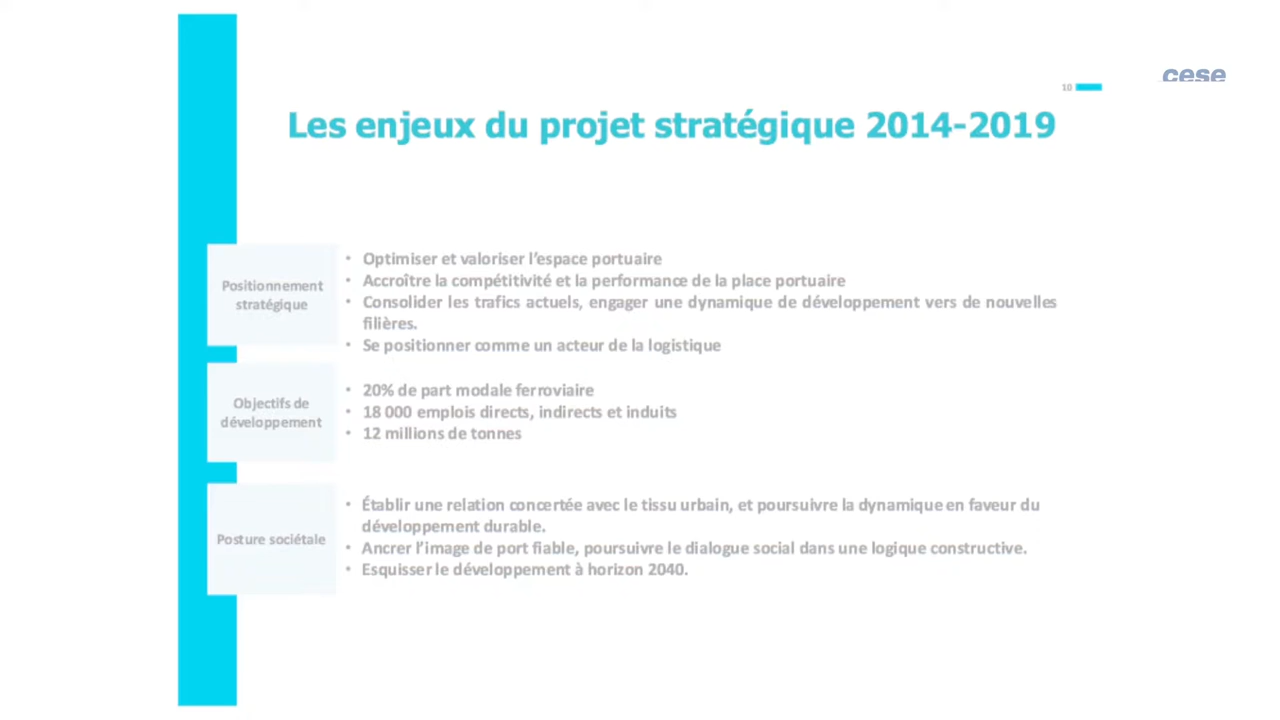 cese
10
Les enjeux du projet stratégique 2014-2019
Positionnement
stratégique
• Optimiser et valoriser l’espace portuaire
• Accroître la compétitivité et la performance de la place portuaire
• Consolider les trafics actuels, engager une dynamique de développement vers de nouvelles
filières.
• Se positionner comme un acteur de la logistique
Objectifs de
développement
• 20% de part modale ferroviaire
• 18 000 emplois directs, indirects et induits
• 12 millions de tonnes
Posture sociétale
• Établir une relation concertée avec le tissu urbain, et poursuivre la dynamique en faveur du
développement durable.
• Ancrer l’image de port fiable, poursuivre le dialogue social dans une logique constructive.
• Esquisser le développement à horizon 2040.